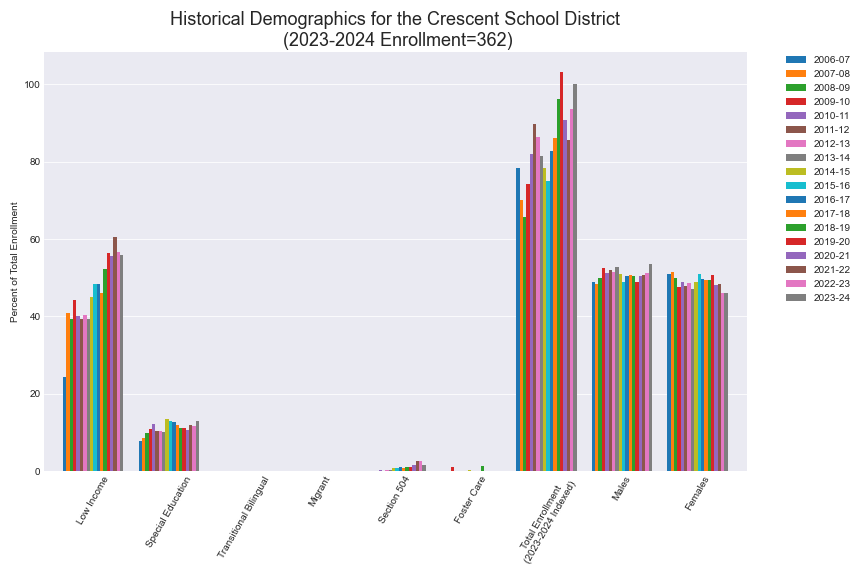 Historical Demographics for the Crescent School District
(2023-2024 Enrollment=362)
Percent of Total Enrollment
100
80
60
40
20
0
Low Income
Special Education
Transitional Bilingual
Migrant
Section 504
Foster Care
Total Enrollment
(2023-2024 Indexed)
Males
Females
2006-07
2007-08
2008-09
2009-10
2010-11
2011-12
2012-13
2013-14
2014-15
2015-16
2016-17
2017-18
2018-19
2019-20
2020-21
2021-22
2022-23
2023-24